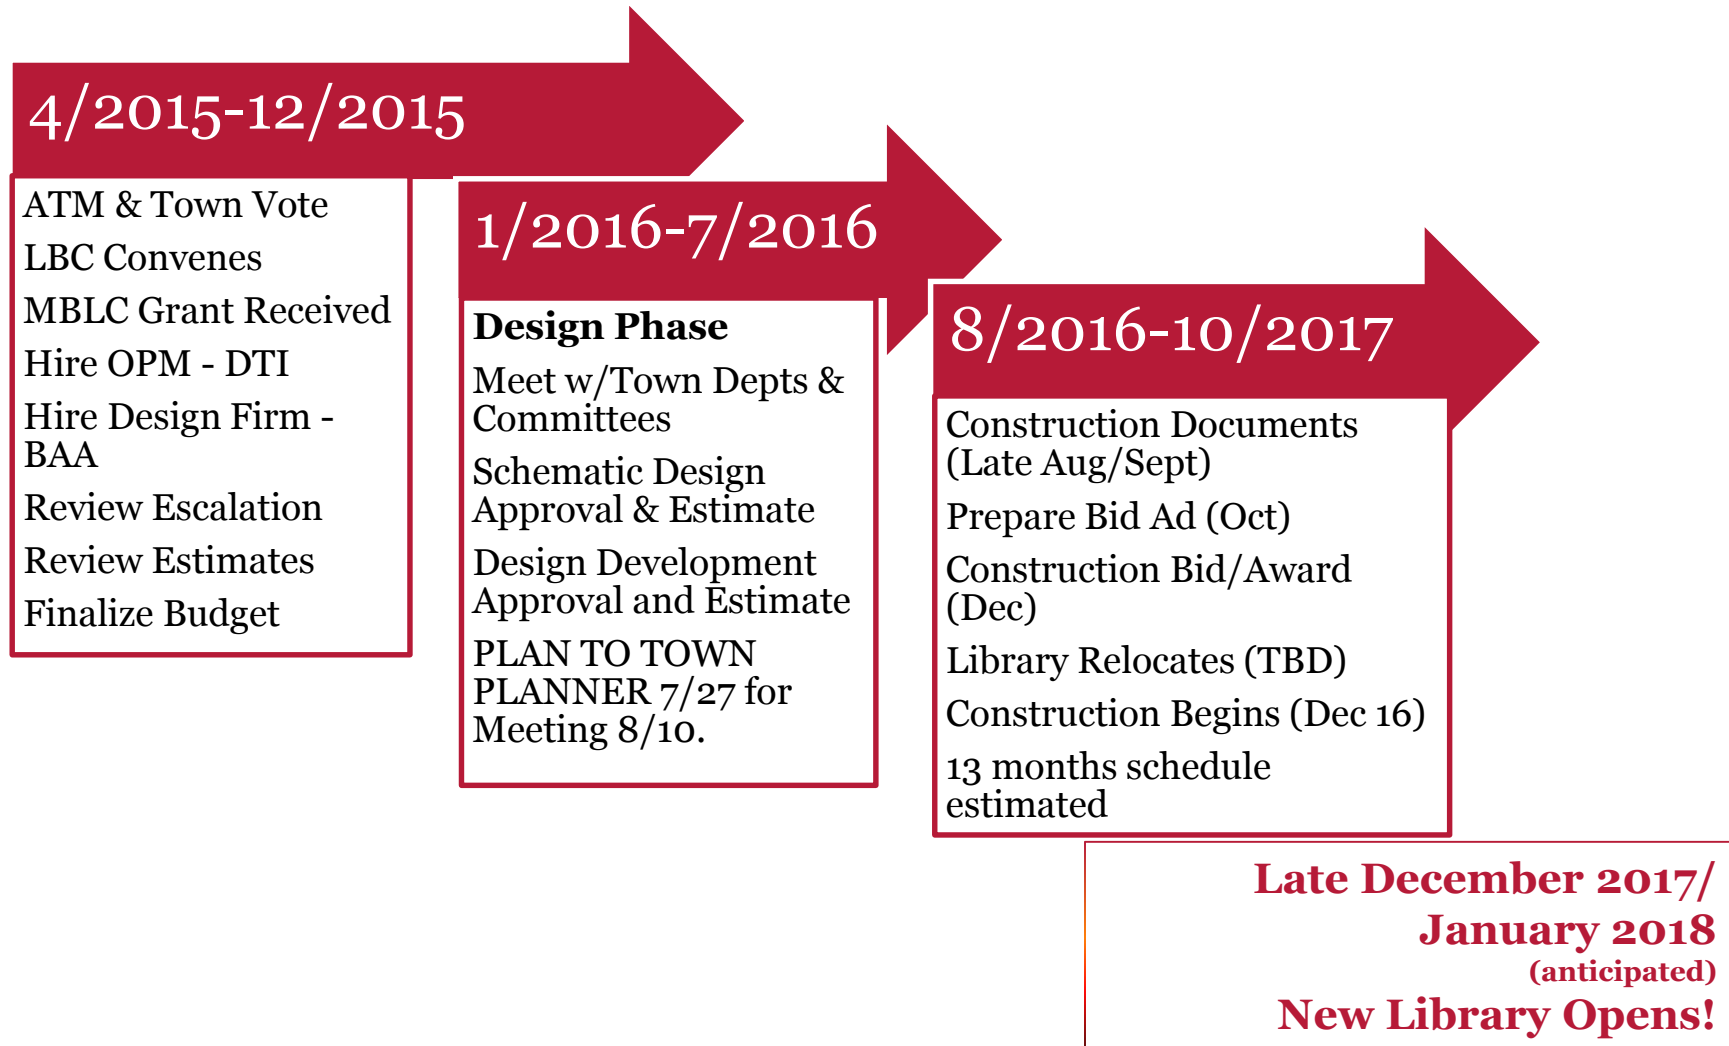 4/2015-12/2015
ATM & Town Vote
LBC Convenes
MBLC Grant Received
Hire OPM - DTI
Hire Design Firm -
BAA
Review Escalation
Review Estimates
Finalize Budget
1/2016-7/2016
Design Phase
Meet w/Town Depts &
Committees
Schematic Design
Approval & Estimate
Design Development
Approval and Estimate
PLAN TO TOWN
PLANNER 7/27 for
Meeting 8/10.
8/2016-10/2017
Construction Documents
(Late Aug/Sept)
Prepare Bid Ad (Oct)
Construction Bid/Award
(Dec)
Library Relocates (TBD)
Construction Begins (Dec 16)
13 months schedule
estimated
Late December 2017/
January 2018
(anticipated)
New Library Opens!